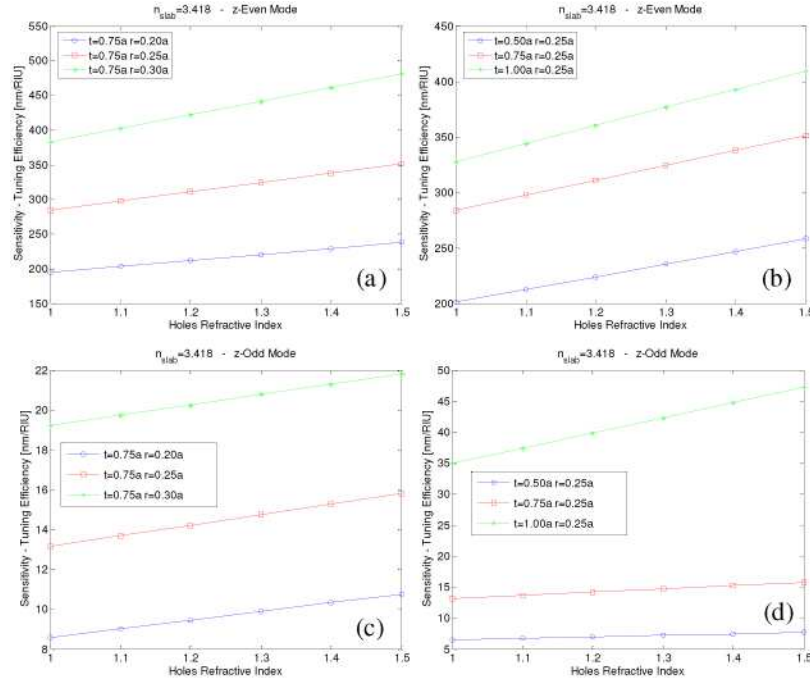 n_slab=3.418 - z-Even Mode
550
500
450
400
350
300
250
200
150
Sensitivity - Tuning Efficiency [nm/RIU]
t=0.75a r=0.20a
t=0.75a r=0.25a
t=0.75a r=0.30a
(a)
1 1.1 1.2 1.3 1.4 1.5
Holes Refractive Index
n_slab=3.418 - z-Even Mode
450
400
350
300
250
200
Sensitivity - Tuning Efficiency [nm/RIU]
t=0.50a r=0.25a
t=0.75a r=0.25a
t=1.00a r=0.25a
(b)
1 1.1 1.2 1.3 1.4 1.5
Holes Refractive Index
n_slab=3.418 - z-Odd Mode
22
20
18
16
14
12
10
8
Sensitivity - Tuning Efficiency [nm/RIU]
t=0.75a r=0.20a
t=0.75a r=0.25a
t=0.75a r=0.30a
(c)
1 1.1 1.2 1.3 1.4 1.5
Holes Refractive Index
n_slab=3.418 - z-Odd Mode
50
45
40
35
30
25
20
15
10
5
Sensitivity - Tuning Efficiency [nm/RIU]
t=0.50a r=0.25a
t=0.75a r=0.25a
t=1.00a r=0.25a
(d)
1 1.1 1.2 1.3 1.4 1.5
Holes Refractive Index